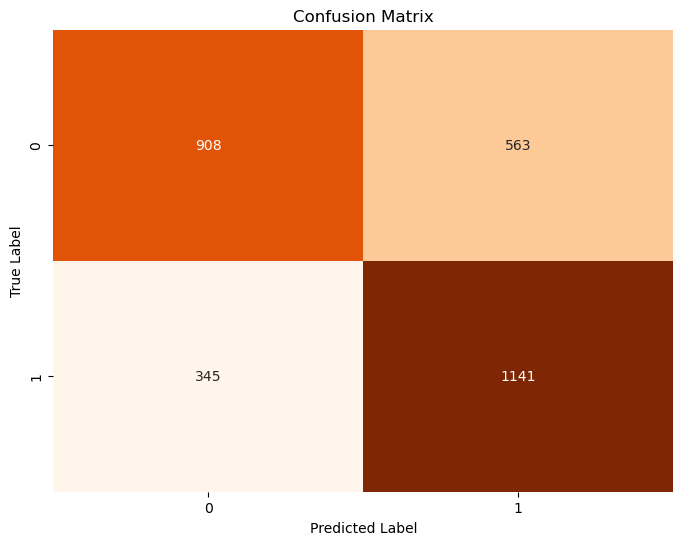 Confusion Matrix
True Label
0
908
563
1
345
1141
0
1
Predicted Label